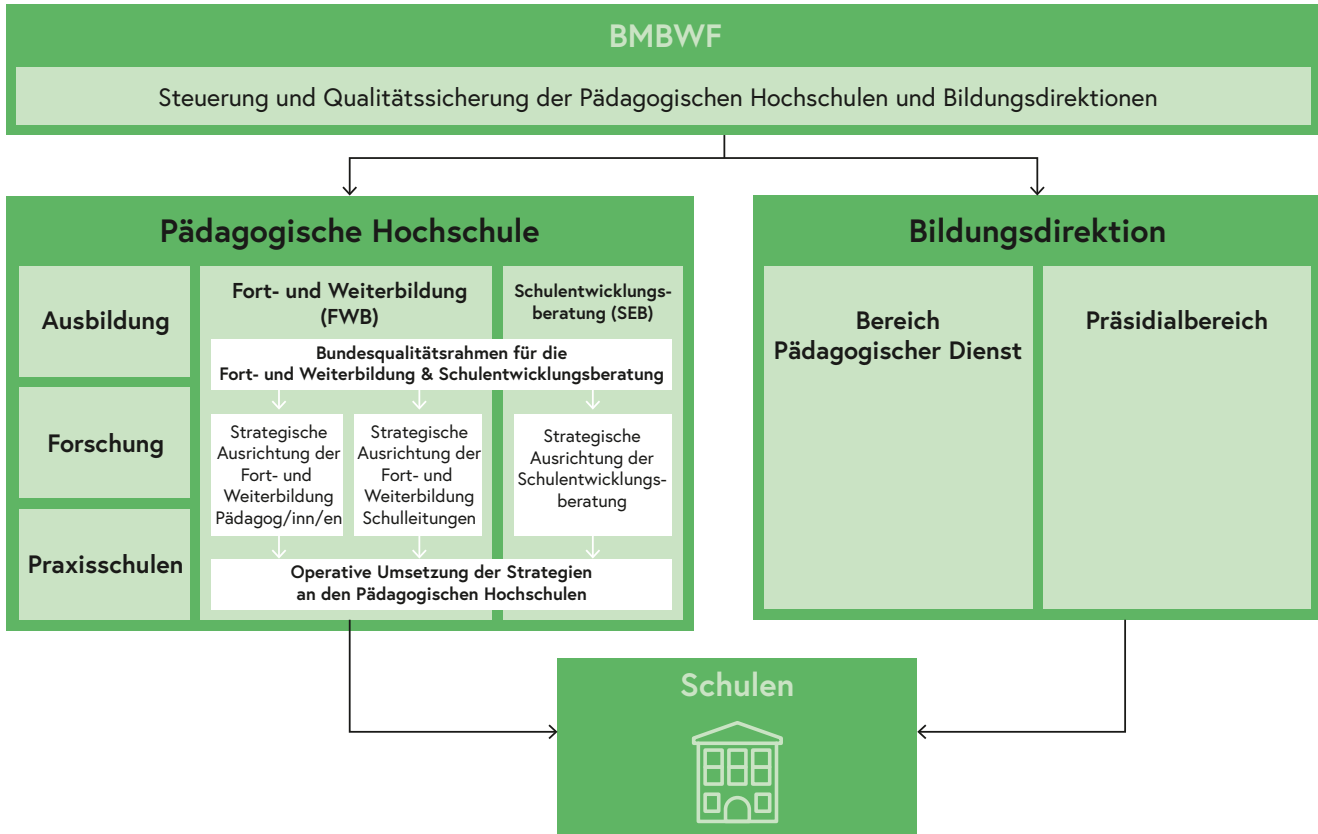 BMBWF
Steuerung und Qualitätssicherung der Pädagogischen Hochschulen und Bildungsdirektionen
Pädagogische Hochschule
Ausbildung
Forschung
Praxisschulen
Fort- und Weiterbildung
(FWB)
Schulentwicklungs-
beratung (SEB)
Bundesqualitätsrahmen für die
Fort- und Weiterbildung & Schulentwicklungsberatung
Strategische
Ausrichtung der
Fort- und
Weiterbildung
Pädagog/inn/en
Strategische
Ausrichtung der
Fort- und
Weiterbildung
Schulleitungen
Strategische
Ausrichtung der
Schulentwicklungs-
beratung
Operative Umsetzung der Strategien
an den Pädagogischen Hochschulen
Bildungsdirektion
Bereich
Pädagogischer Dienst
Präsidialbereich
Schulen